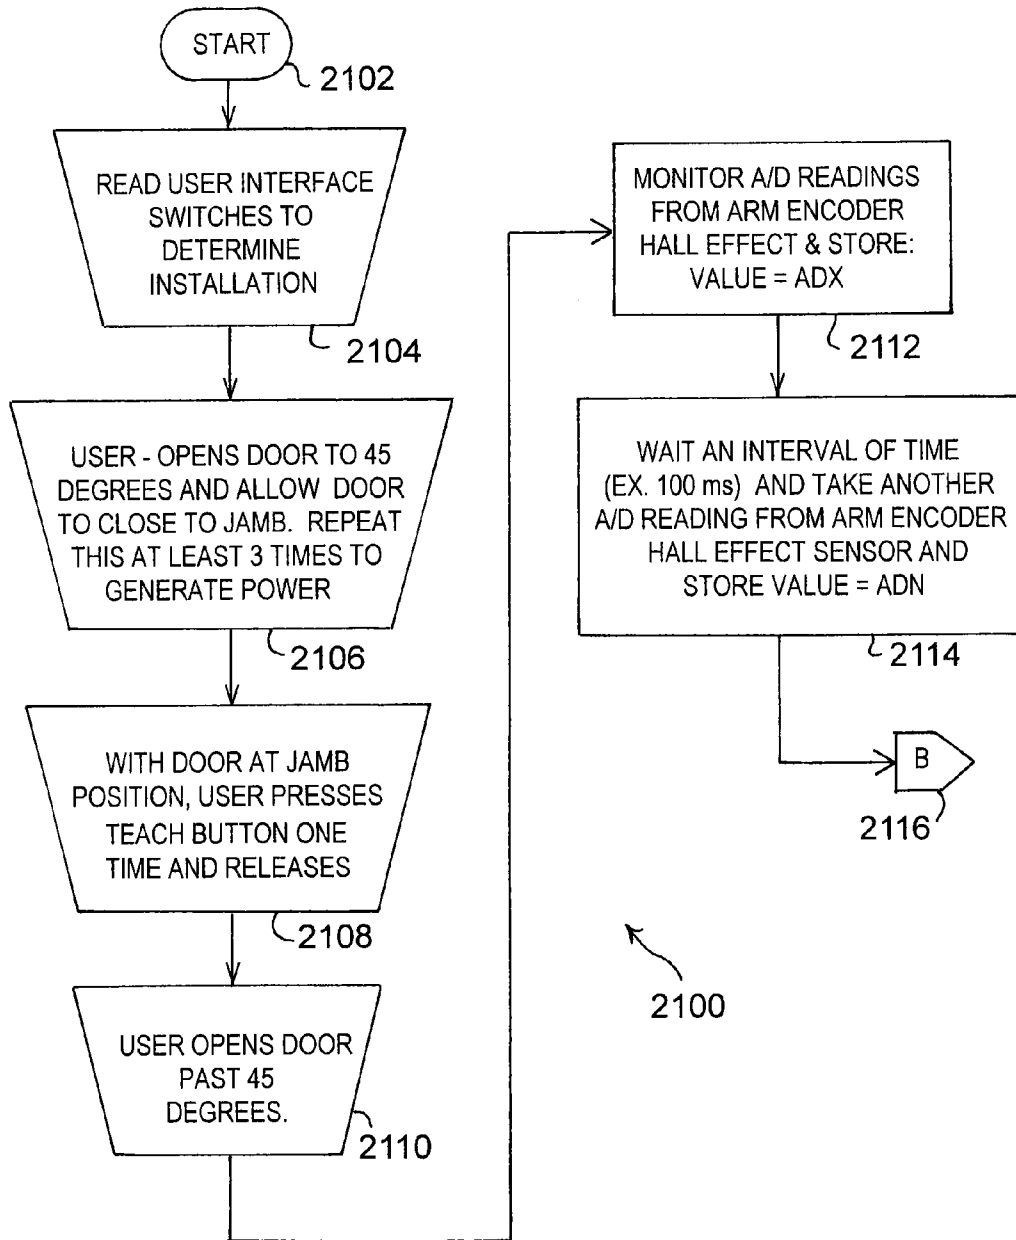 START
2102
READ USER INTERFACE
SWITCHES TO
DETERMINE
INSTALLATION
2104
USER - OPENS DOOR TO 45
DEGREES AND ALLOW DOOR
TO CLOSE TO JAMB. REPEAT
THIS AT LEAST 3 TIMES TO
GENERATE POWER
2106
WITH DOOR AT JAMB
POSITION, USER PRESSES
TEACH BUTTON ONE
TIME AND RELEASES
2108
USER OPENS DOOR
PAST 45
DEGREES.
2110
MONITOR A/D READINGS
FROM ARM ENCODER
HALL EFFECT & STORE:
VALUE = ADX
2112
WAIT AN INTERVAL OF TIME
(EX. 100 ms) AND TAKE ANOTHER
A/D READING FROM ARM ENCODER
HALL EFFECT SENSOR AND
STORE VALUE = ADN
2114
B
2116
2100